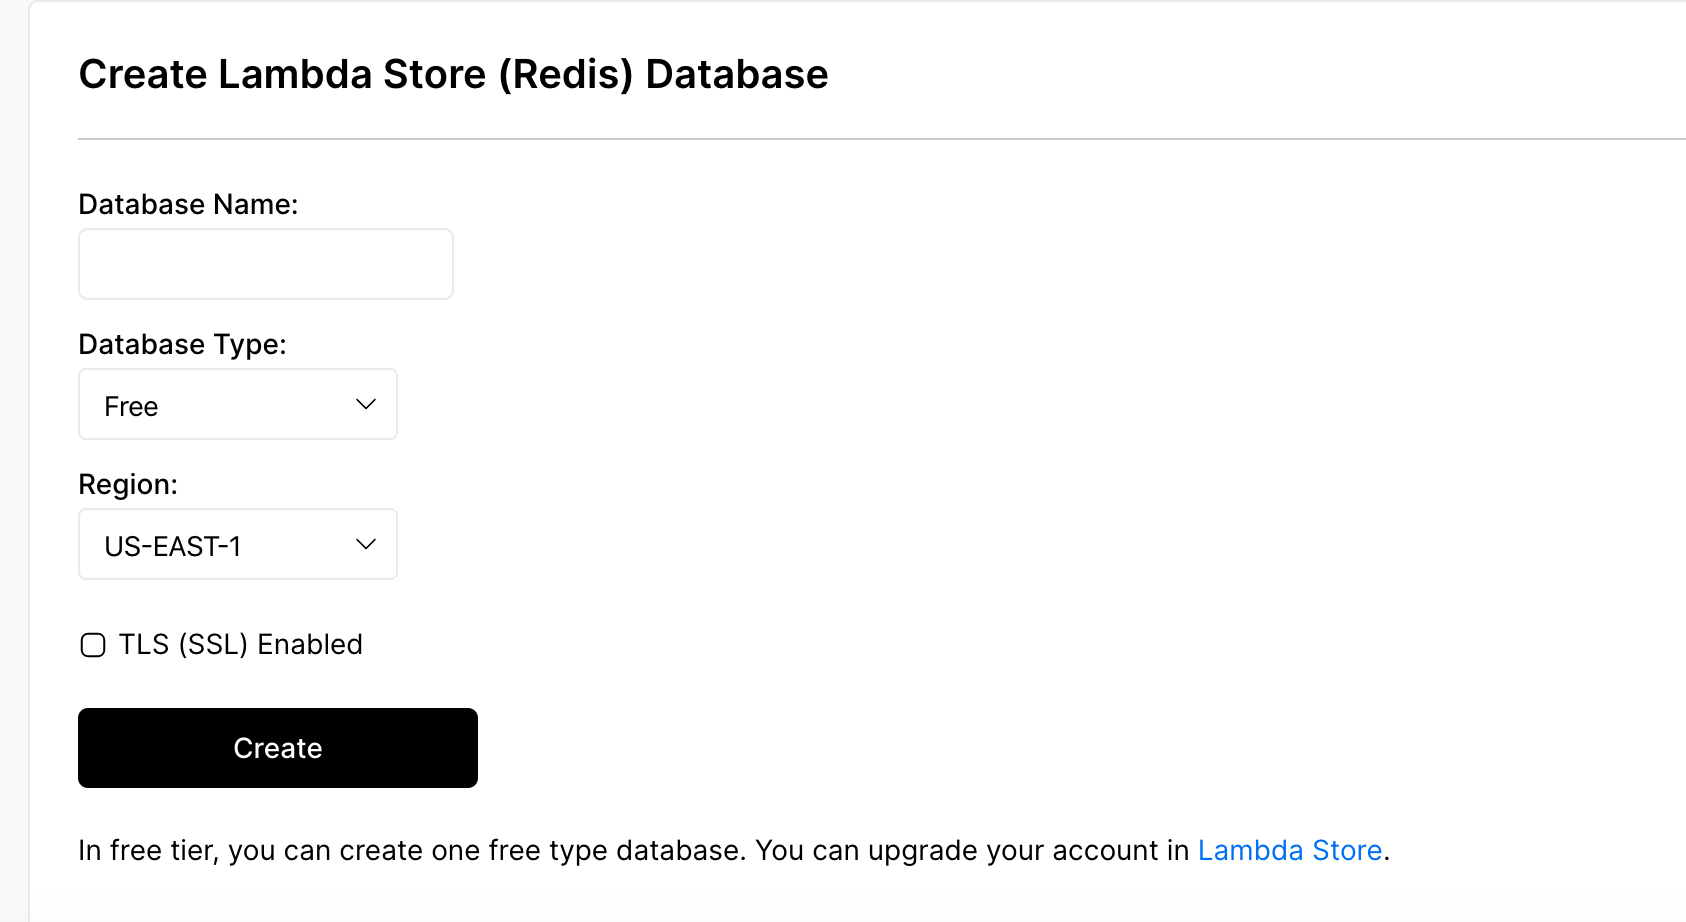 Create Lambda Store (Redis) Database
Database Name:
Database Type:
Free
Region:
US-EAST-1
TLS (SSL) Enabled
Create
In free tier, you can create one free type database. You can upgrade your account in Lambda Store.